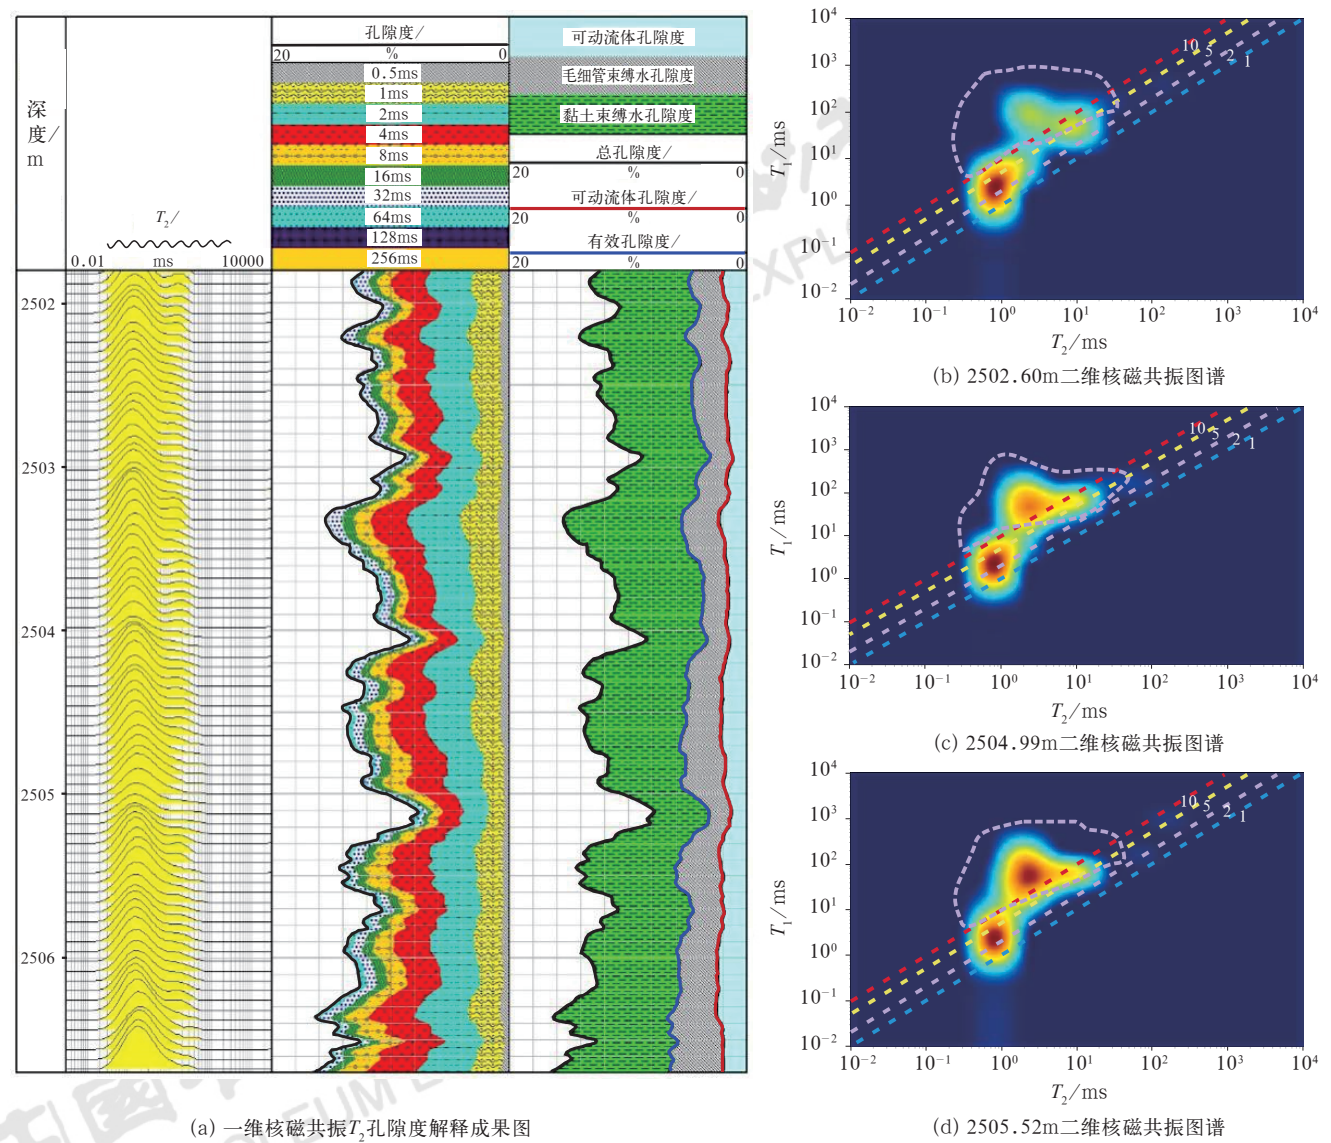 深
度/
m
T₂/
0.01 ms 10000
孔隙度/
20 % 0
0.5ms
1ms
2ms
4ms
8ms
16ms
32ms
64ms
128ms
256ms
可动流体孔隙度
毛细管束缚水孔隙度
黏土束缚水孔隙度
总孔隙度/
20 % 0
可动流体孔隙度/
20 % 0
有效孔隙度/
20 % 0
2502
2503
2504
2505
2506
(a) 一维核磁共振T₂孔隙度解释成果图
T₁/ms
10⁴
10³
10²
10¹
10⁰
10⁻¹
10⁻²
10 5 2 1
10⁻² 10⁻¹ 10⁰ 10¹ 10² 10³ 10⁴
T₂/ms
(b) 2502.60m二维核磁共振图谱
T₁/ms
10⁴
10³
10²
10¹
10⁰
10⁻¹
10⁻²
10 5 2 1
10⁻² 10⁻¹ 10⁰ 10¹ 10² 10³ 10⁴
T₂/ms
(c) 2504.99m二维核磁共振图谱
T₁/ms
10⁴
10³
10²
10¹
10⁰
10⁻¹
10⁻²
10 5 2 1
10⁻² 10⁻¹ 10⁰ 10¹ 10² 10³ 10⁴
T₂/ms
(d) 2505.52m二维核磁共振图谱